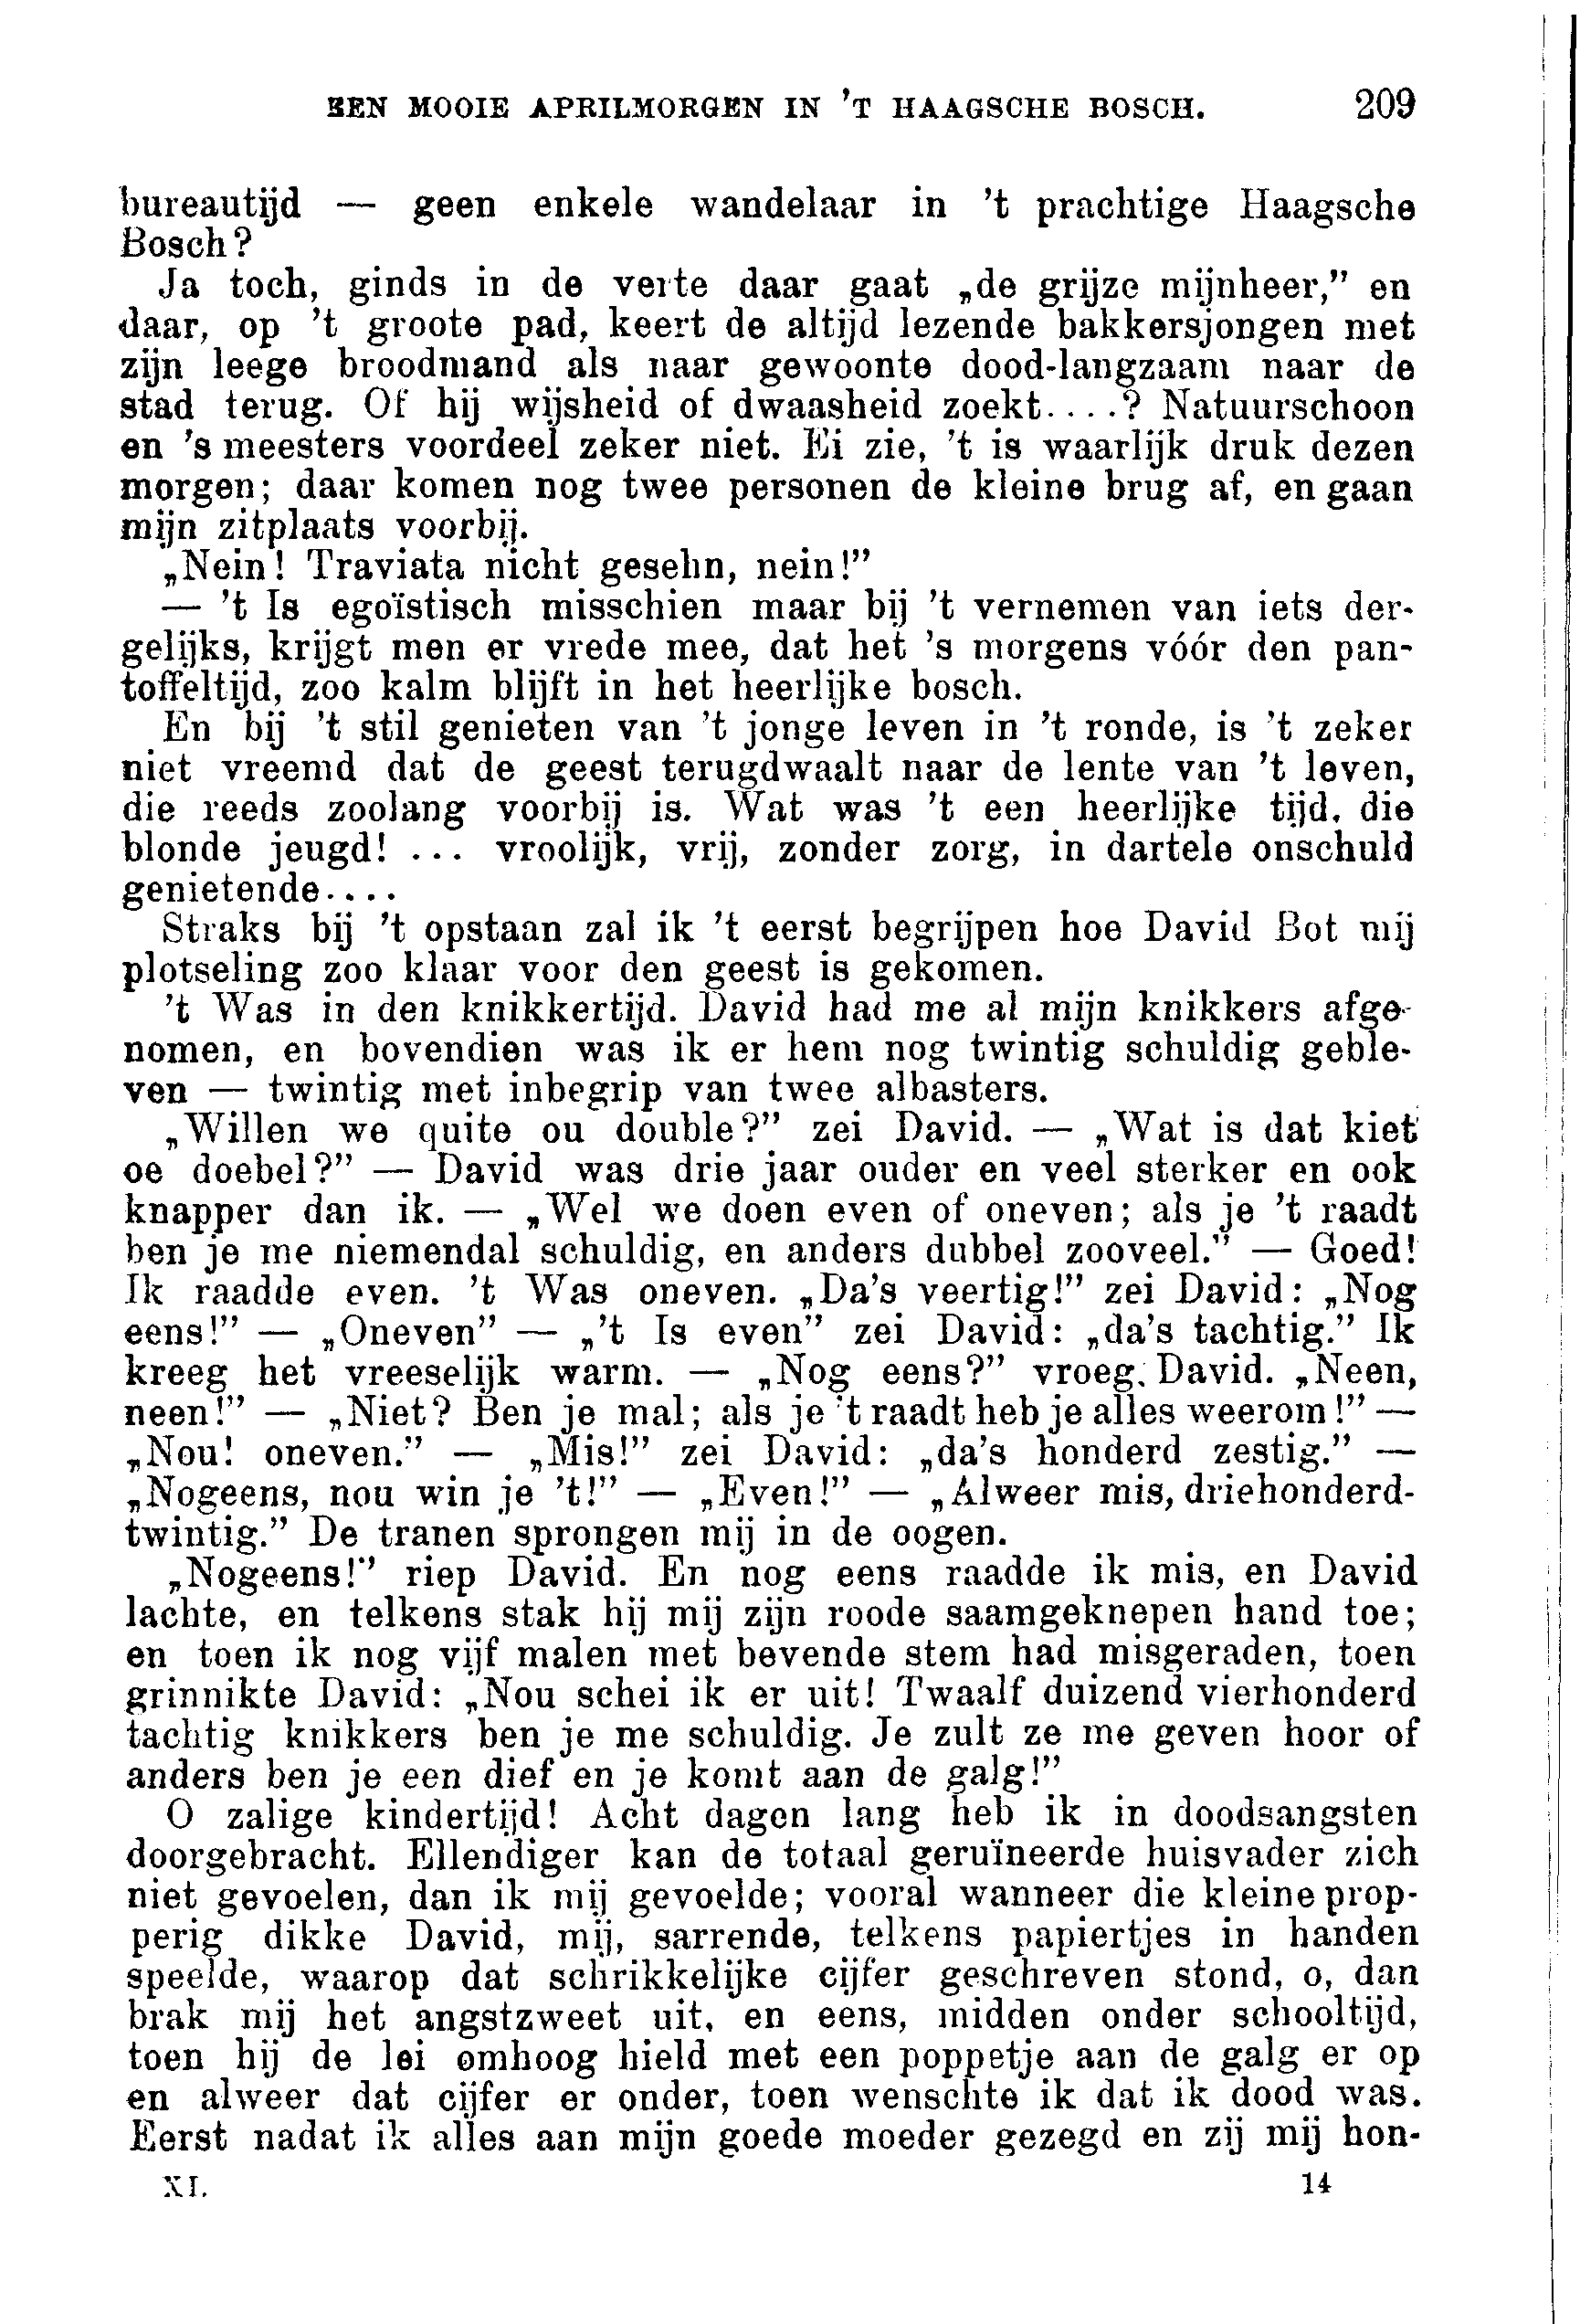 EEN MOOIE APRILMORGEN IN 'T HAAGSCHE BOSCH. 209
bureautijd — geen enkele wandelaar in 't prachtige Haagsche
Bosch?
Ja toch, ginds in de verte daar gaat „de grijze mijnheer,” en
daar, op 't groote pad, keert de altijd lezende bakkersjongen met
zijn leege broodmand als naar gewoonte dood-langzaam naar de
stad terug. Of hij wijsheid of dwaasheid zoekt....? Natuurschoon
en 's meesters voordeel zeker niet. Ei zie, 't is waarlijk druk dezen
morgen; daar komen nog twee personen de kleine brug af, en gaan
mijn zitplaats voorbij.
„Nein! Traviata nicht gesehn, nein!”
— 't Is egoïstisch misschien maar bij 't vernemen van iets der-
gelijks, krijgt men er vrede mee, dat het 's morgens vóór den pan-
toffeltijd, zoo kalm blijft in het heerlijke bosch.
En bij 't stil genieten van 't jonge leven in 't ronde, is 't zeker
niet vreemd dat de geest terugdwaalt naar de lente van 't leven,
die reeds zoolang voorbij is. Wat was 't een heerlijke tijd, die
blonde jeugd! ... vroolijk, vrij, zonder zorg, in dartele onschuld
genietende....
Straks bij 't opstaan zal ik 't eerst begrijpen hoe David Bot mij
plotseling zoo klaar voor den geest is gekomen.
't Was in den knikkertijd. David had me al mijn knikkers afge-
nomen, en bovendien was ik er hem nog twintig schuldig geble-
ven — twintig met inbegrip van twee albasters.
„Willen we quite ou double?” zei David. — „Wat is dat kiet
oe doebel?” — David was drie jaar ouder en veel sterker en ook
knapper dan ik. — „Wel we doen even of oneven; als je 't raadt
ben je me niemendal schuldig, en anders dubbel zooveel.” — Goed!
Ik raadde even. 't Was oneven. „Da's veertig!” zei David: „Nog
eens!” — „Oneven” — „'t Is even” zei David: „da's tachtig.” Ik
kreeg het vreeselijk warm. — „Nog eens?” vroeg David. „Neen,
neen!” — „Niet? Ben je mal; als je 't raadt heb je alles weerom!” —
„Nou! oneven.” — „Mis!” zei David: „da's honderd zestig.” —
„Nogeens, nou win je 't!” — „Even!” — „Alweer mis, driehonderd-
twintig.” De tranen sprongen mij in de oogen.
„Nogeens!” riep David. En nog eens raadde ik mis, en David
lachte, en telkens stak hij mij zijn roode saamgeknepen hand toe;
en toen ik nog vijf malen met bevende stem had misgeraden, toen
grinnikte David: „Nou schei ik er uit! Twaalf duizend vierhonderd
tachtig knikkers ben je me schuldig. Je zult ze me geven hoor of
anders ben je een dief en je komt aan de galg!”
O zalige kindertijd! Acht dagen lang heb ik in doodsangsten
doorgebracht. Ellendiger kan de totaal geruïneerde huisvader zich
niet gevoelen, dan ik mij gevoelde; vooral wanneer die kleine prop-
perig dikke David, mij, sarrende, telkens papiertjes in handen
speelde, waarop dat schrikkelijke cijfer geschreven stond, o, dan
brak mij het angstzweet uit, en eens, midden onder schooltijd,
toen hij de lei omhoog hield met een poppetje aan de galg er op
en alweer dat cijfer er onder, toen wenschte ik dat ik dood was.
Eerst nadat ik alles aan mijn goede moeder gezegd en zij mij hon-
XI. 14